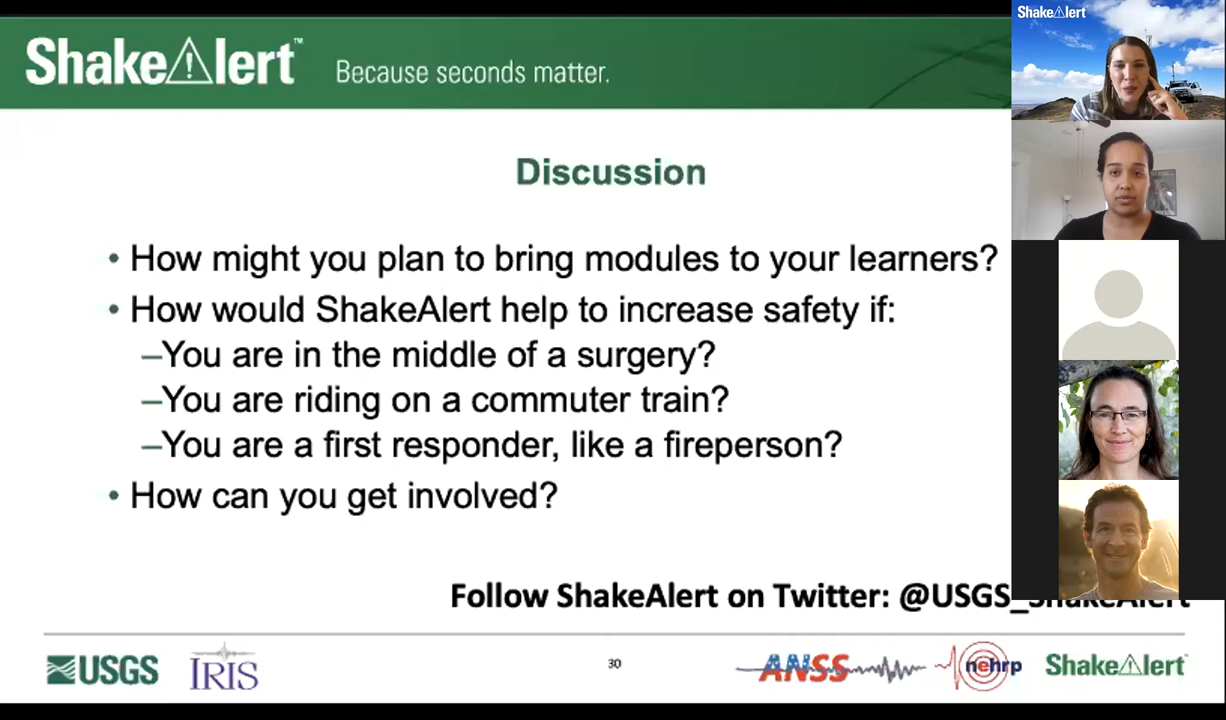 ShakeAlert™ Because seconds matter.
ShakeAlert
Discussion
• How might you plan to bring modules to your learners?
• How would ShakeAlert help to increase safety if:
–You are in the middle of a surgery?
–You are riding on a commuter train?
–You are a first responder, like a fireperson?
• How can you get involved?
Follow ShakeAlert on Twitter: @USGS_ShakeAlert
USGS IRIS 30 ANSS nehrp ShakeAlert